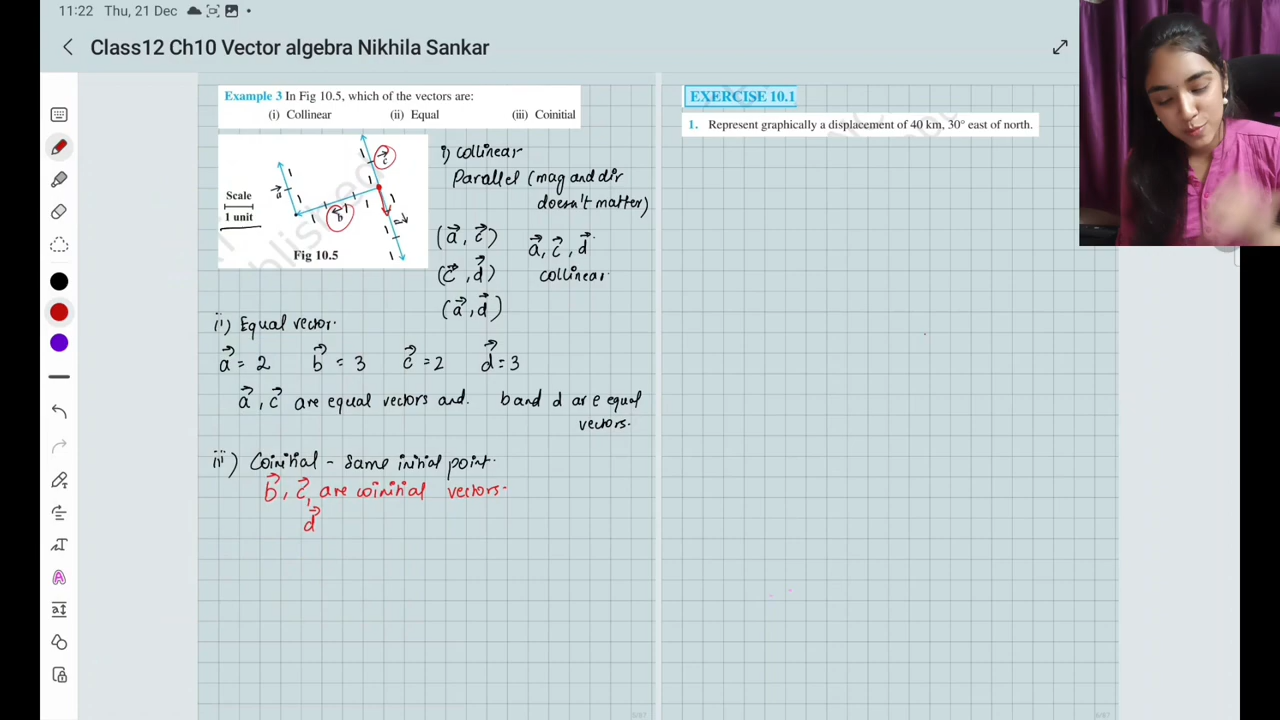 11:22 Thu, 21 Dec
Class12 Ch10 Vector algebra Nikhila Sankar
Example 3 In Fig 10.5, which of the vectors are:
(i) Collinear (ii) Equal (iii) Coinitial
Scale
1 unit
a
b
c
d
Fig 10.5
i) collinear
Parallel (mag and dir
doesn't matter)
(a⃗, c⃗)
(c⃗, d⃗)
(a⃗, d⃗)
a⃗, c⃗, d⃗
collinear
ii) Equal vector.
a⃗ = 2 b⃗ = 3 c⃗ = 2 d⃗ = 3
a⃗, c⃗ are equal vectors and. b and d are equal
vectors.
iii) Coinitial - same initial point.
b⃗, c⃗, are coinitial vectors.
d⃗
EXERCISE 10.1
1. Represent graphically a displacement of 40 km, 30° east of north.